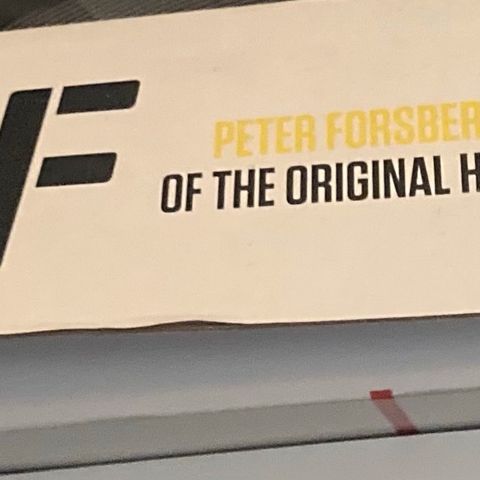 F
PETER FORSBER
OF THE ORIGINAL H